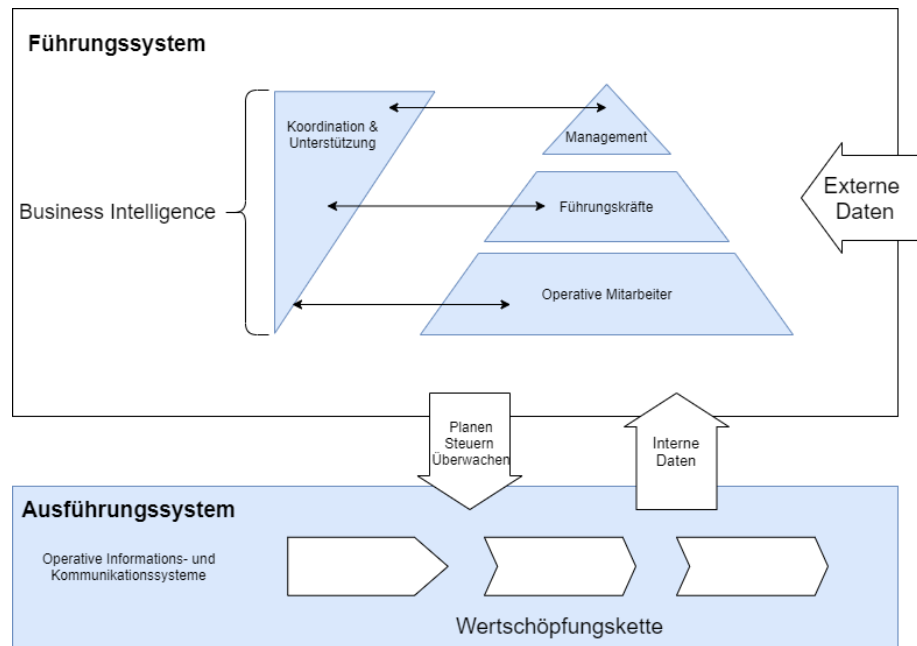 Führungssystem
Koordination &
Unterstützung
Management
Business Intelligence
Führungskräfte
Externe
Daten
Operative Mitarbeiter
Planen
Steuern
Überwachen
Interne
Daten
Ausführungssystem
Operative Informations- und
Kommunikationssysteme
Wertschöpfungskette